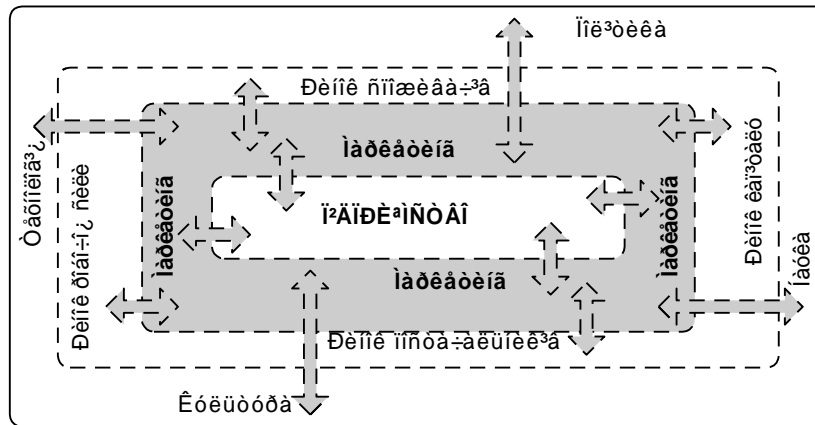 Ïîë³òèêà
Ðèíîê ñïîæèâà÷³â
Ìàðêåòèíã
Òåõíîëîã³¿
Ðèíîê ðîáî÷î¿ ñèëè
Ìàðêåòèíã
Ï²ÄÏÐÈªÌÑÒÂÎ
Ìàðêåòèíã
Ðèíîê êàï³òàëó
Íàóêà
Ìàðêåòèíã
Ðèíîê ïîñòà÷àëüíèê³â
Êóëüòóðà